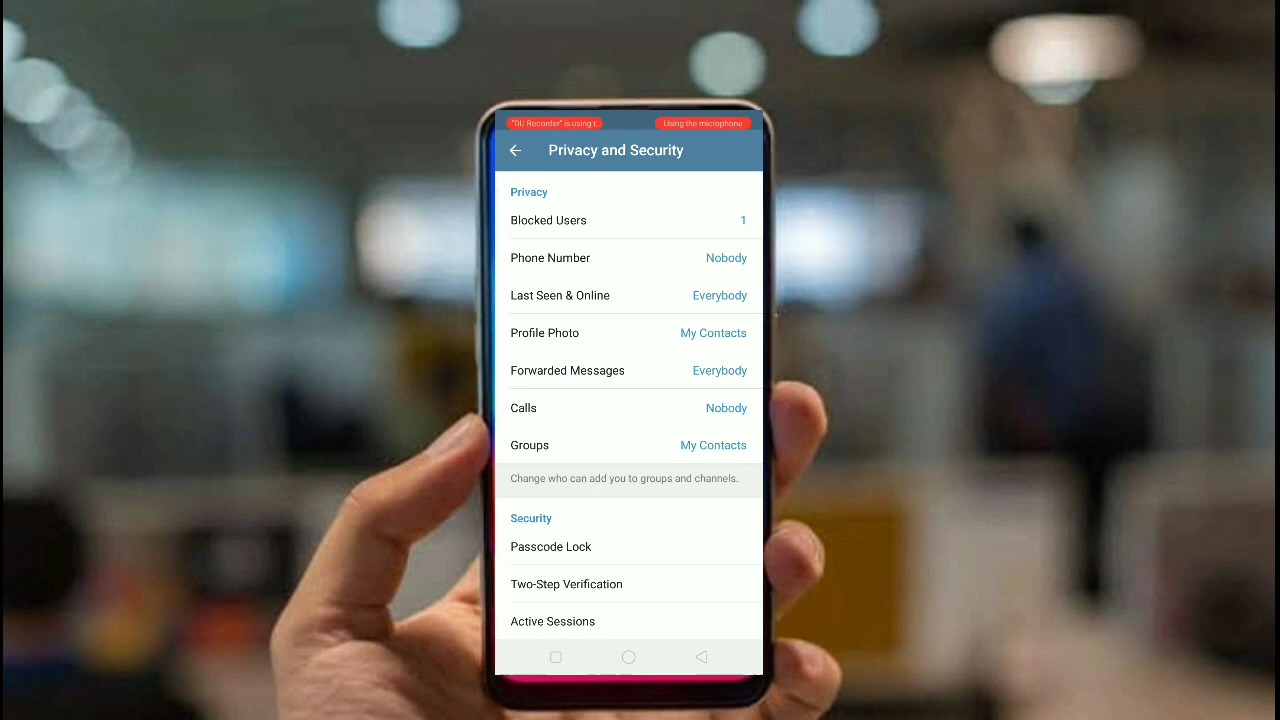 "DU Recorder" is using t.. Using the microphone
Privacy and Security
Privacy
Blocked Users 1
Phone Number Nobody
Last Seen & Online Everybody
Profile Photo My Contacts
Forwarded Messages Everybody
Calls Nobody
Groups My Contacts
Change who can add you to groups and channels.
Security
Passcode Lock
Two-Step Verification
Active Sessions